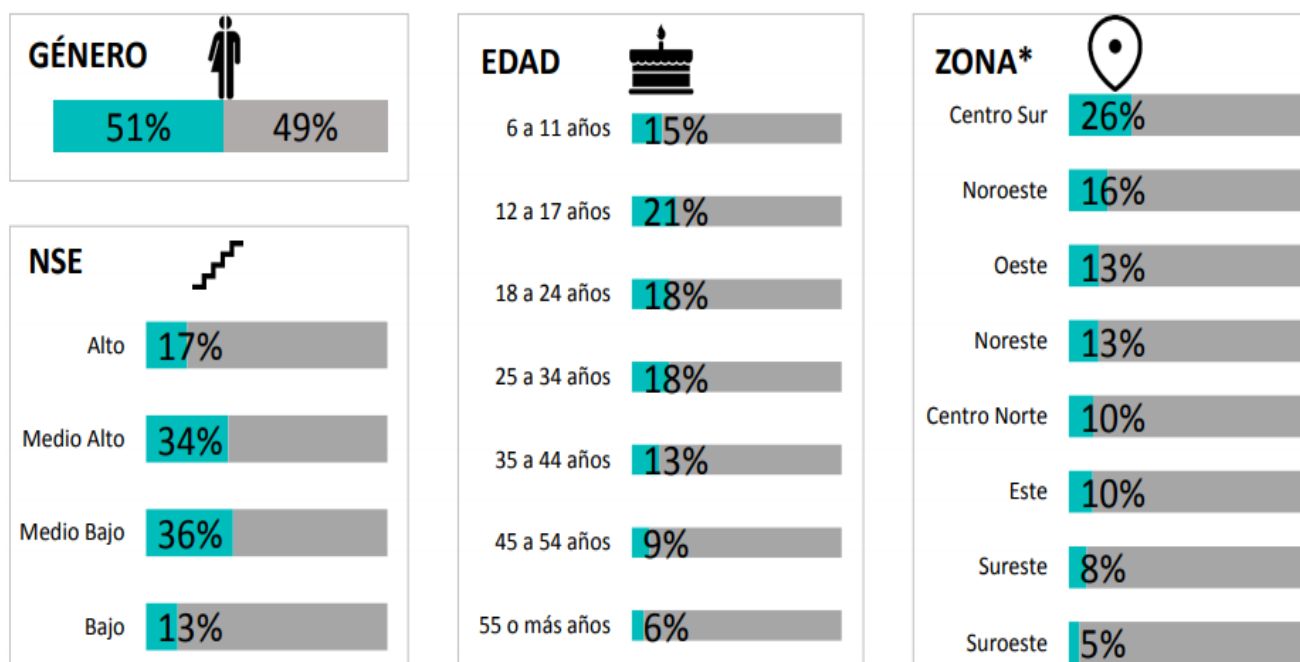 GÉNERO
51% 49%
NSE
Alto 17%
Medio Alto 34%
Medio Bajo 36%
Bajo 13%
EDAD
6 a 11 años 15%
12 a 17 años 21%
18 a 24 años 18%
25 a 34 años 18%
35 a 44 años 13%
45 a 54 años 9%
55 o más años 6%
ZONA*
Centro Sur 26%
Noroeste 16%
Oeste 13%
Noreste 13%
Centro Norte 10%
Este 10%
Sureste 8%
Suroeste 5%